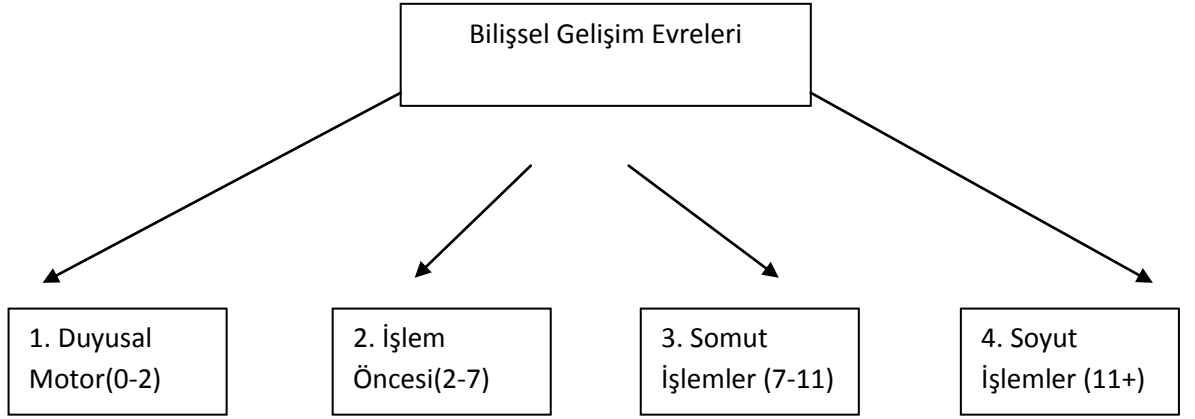 Bilişsel Gelişim Evreleri
1. Duyusal
Motor(0-2)
2. İşlem
Öncesi(2-7)
3. Somut
İşlemler (7-11)
4. Soyut
İşlemler (11+)